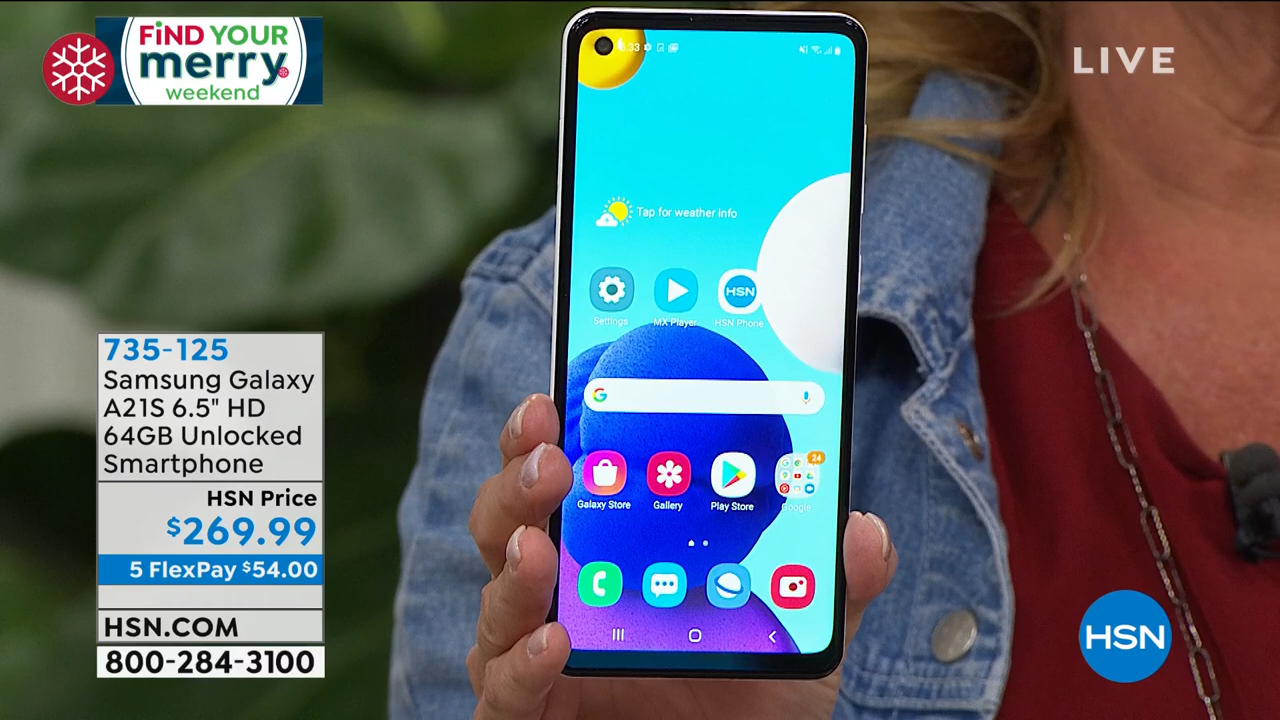 FiND YOUR
merry
weekend
LIVE
:33
Tap for weather info
HSN
Settings
MX Player
HSN Phone
24
Galaxy Store
Gallery
Play Store
Google
735-125
Samsung Galaxy
A21S 6.5" HD
64GB Unlocked
Smartphone
HSN Price
$269.99
5 FlexPay $54.00
HSN.COM
800-284-3100
HSN